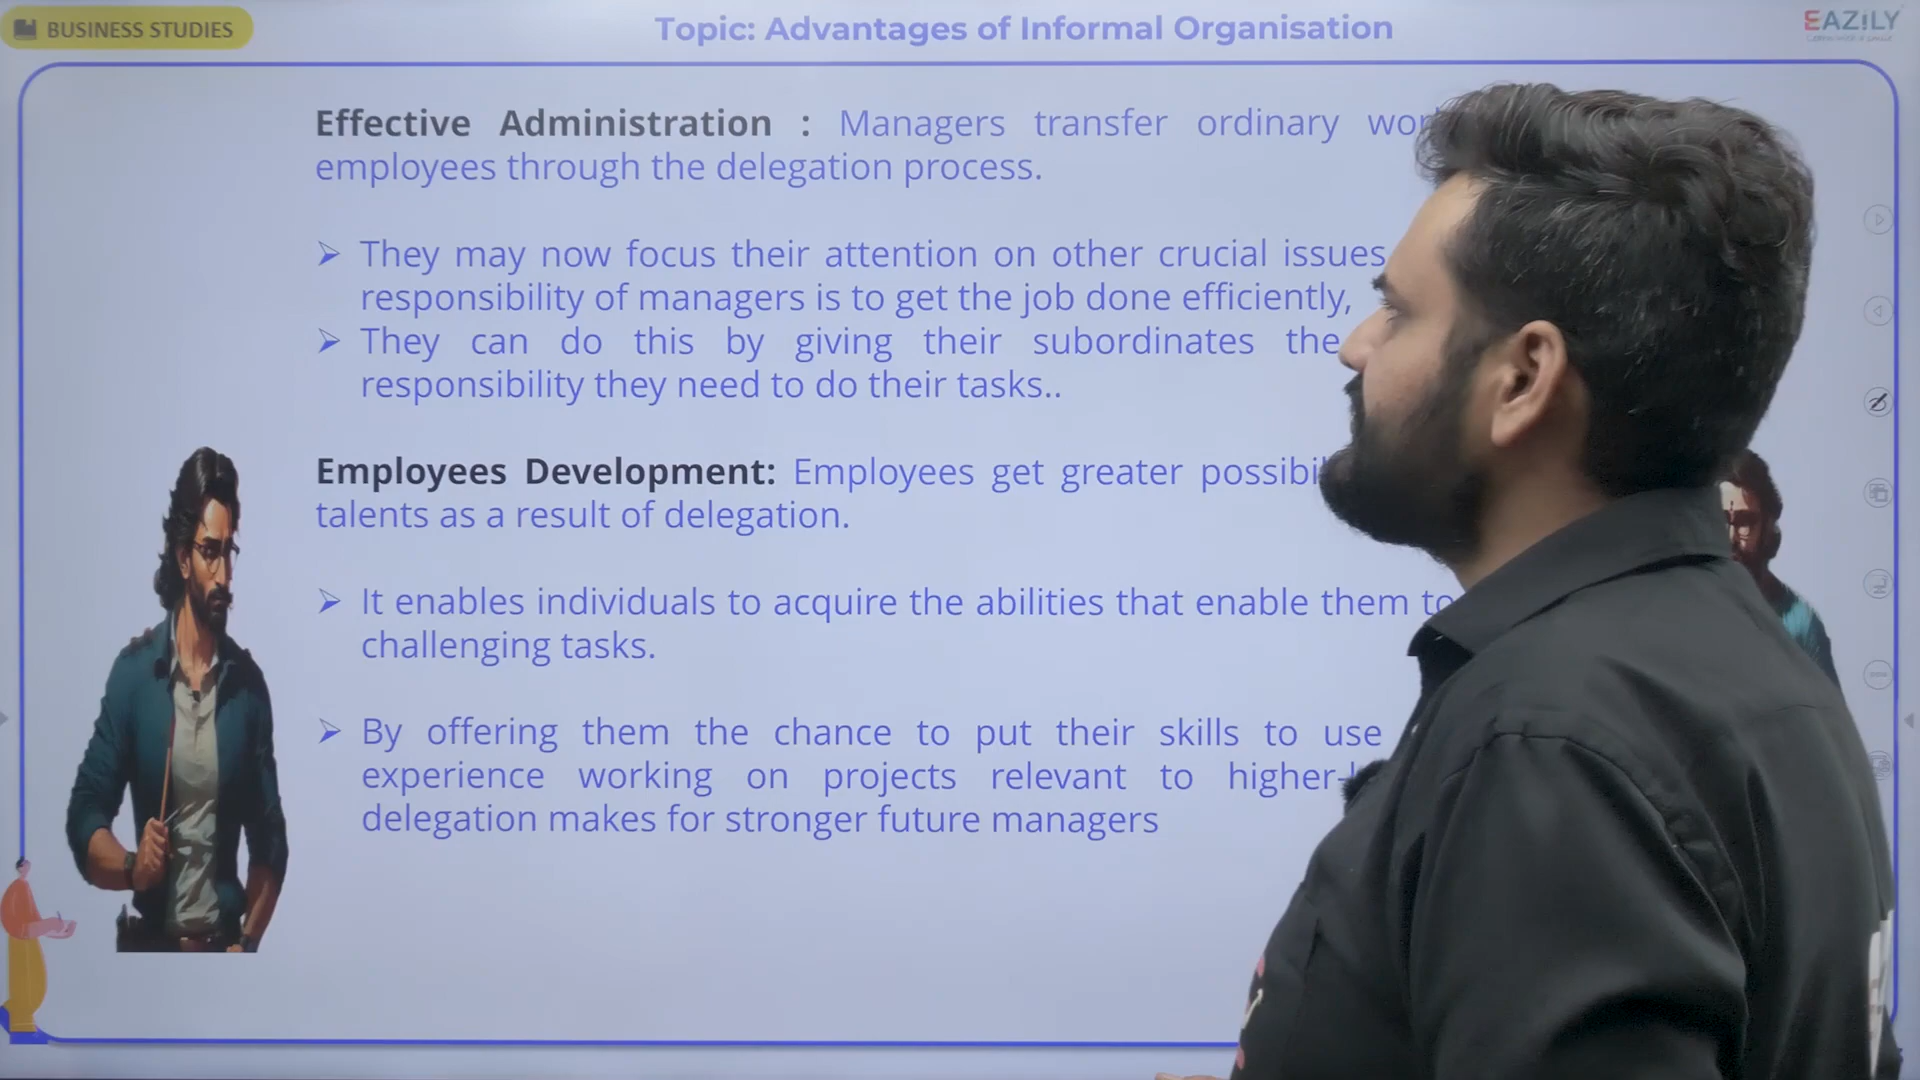 BUSINESS STUDIES
Topic: Advantages of Informal Organisation
EAZILY
Effective Administration : Managers transfer ordinary
employees through the delegation process.
They may now focus their attention on other crucial issues
responsibility of managers is to get the job done efficiently,
They can do this by giving their subordinates the
responsibility they need to do their tasks..
Employees Development: Employees get greater
talents as a result of delegation.
It enables individuals to acquire the abilities that enable them to
challenging tasks.
By offering them the chance to put their skills to use
experience working on projects relevant to
delegation makes for stronger future managers